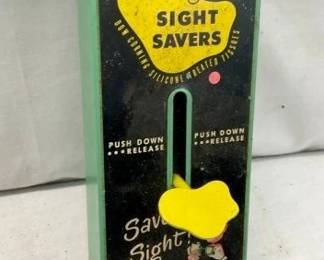 SIGHT
SAVERS
DOW CORNING SILICONE TREATED TISSUES
PUSH DOWN
•••RELEASE
PUSH DOWN
•••RELEASE
Save
Sight!